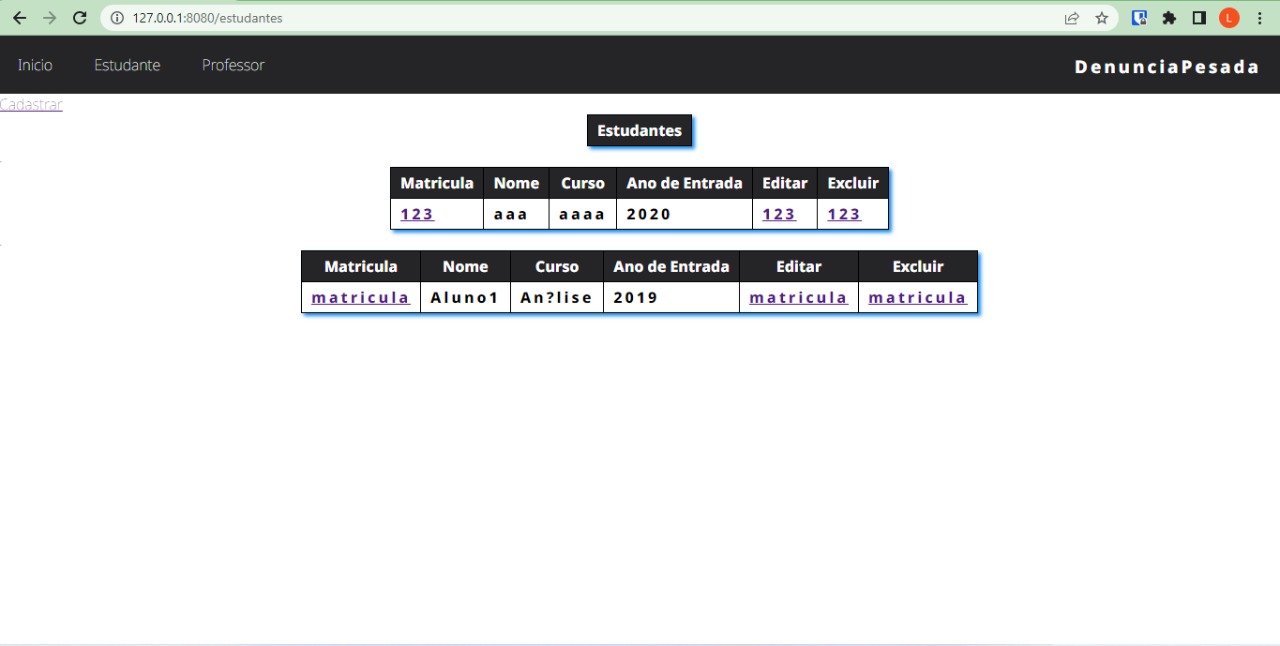 127.0.0.1:8080/estudantes
L
Inicio Estudante Professor DenunciaPesada
Cadastrar
Estudantes
Matricula Nome Curso Ano de Entrada Editar Excluir
123 aaa aaaa 2020 123 123
Matricula Nome Curso Ano de Entrada Editar Excluir
matricula Aluno1 An?lise 2019 matricula matricula